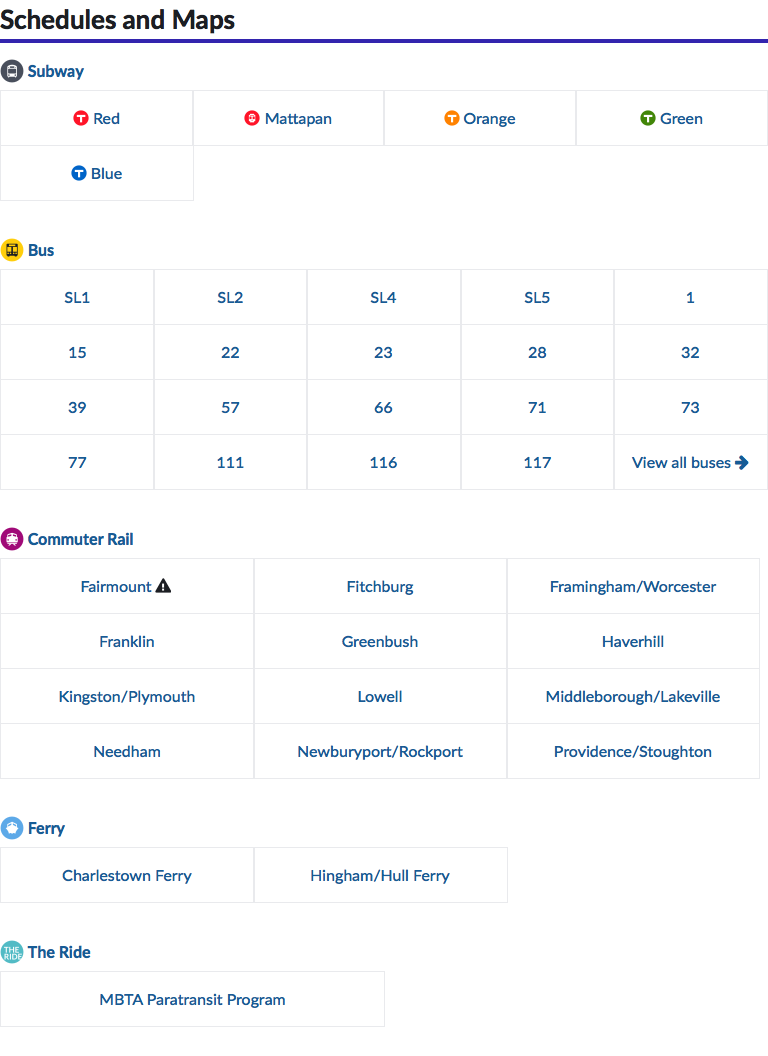 Schedules and Maps
Subway
T Red Mattapan T Orange T Green
T Blue
Bus
SL1 SL2 SL4 SL5 1
15 22 23 28 32
39 57 66 71 73
77 111 116 117 View all buses
Commuter Rail
Fairmount Fitchburg Framingham/Worcester
Franklin Greenbush Haverhill
Kingston/Plymouth Lowell Middleborough/Lakeville
Needham Newburyport/Rockport Providence/Stoughton
Ferry
Charlestown Ferry Hingham/Hull Ferry
THE RIDE The Ride
MBTA Paratransit Program